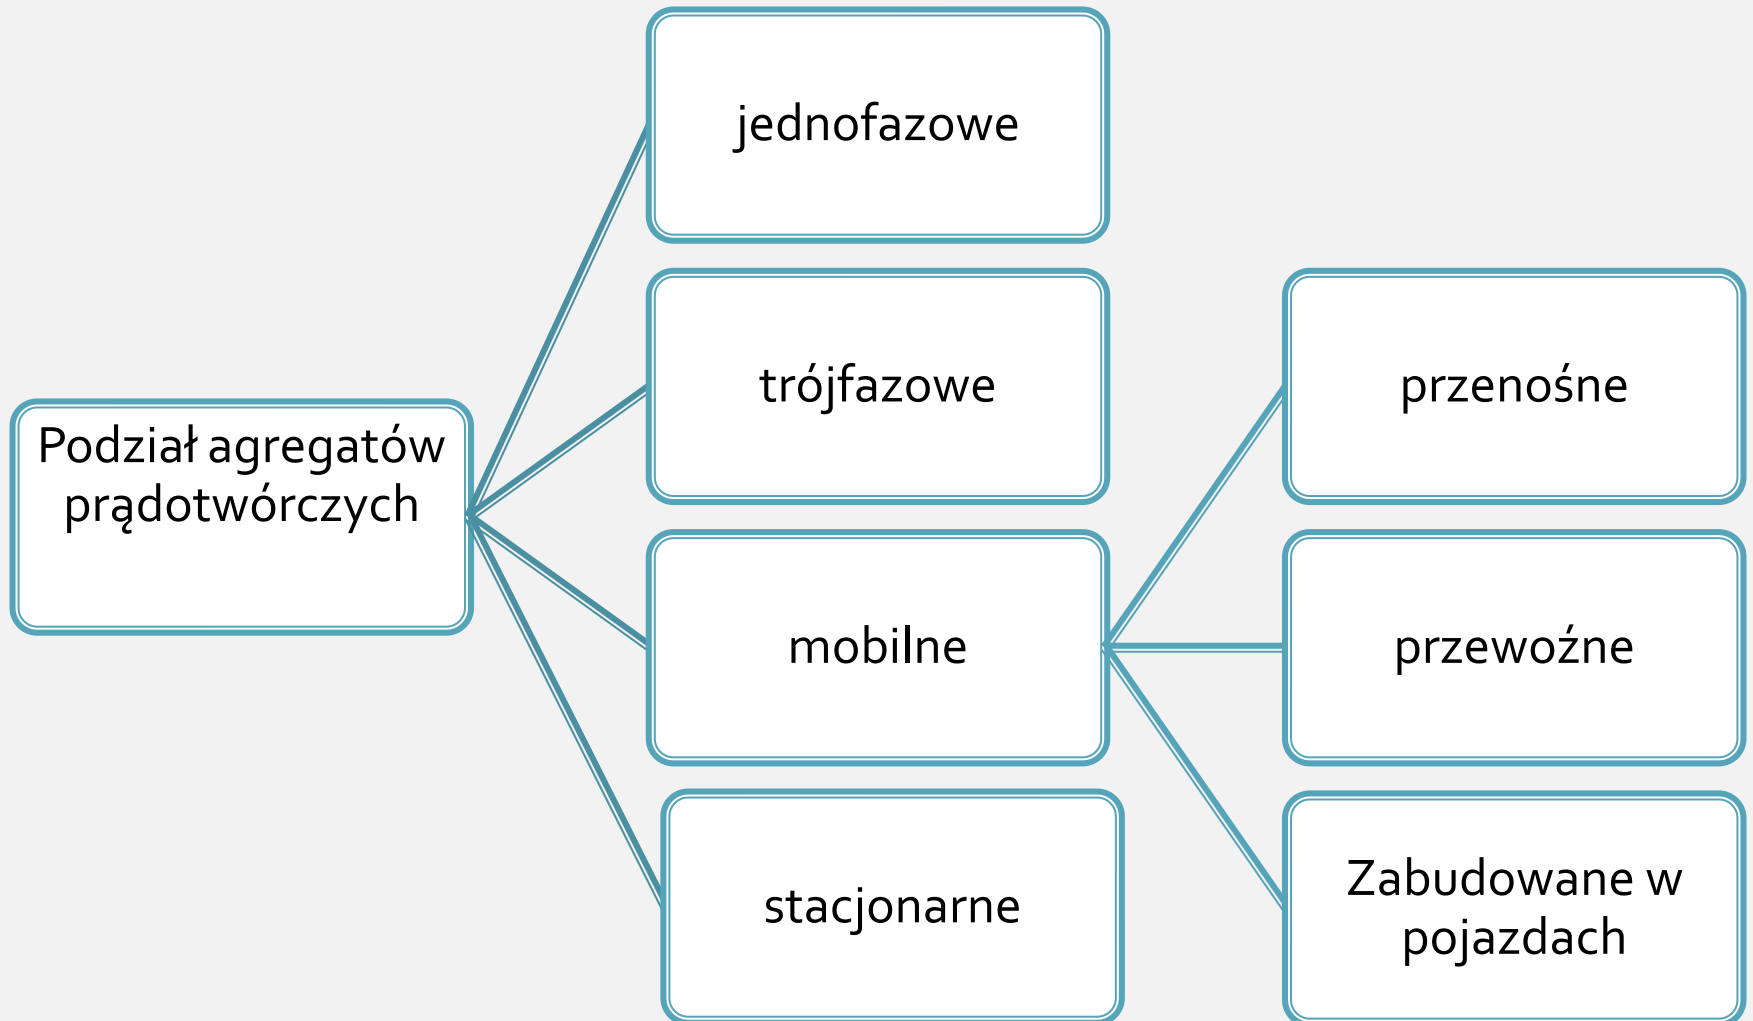 Podział agregatów
prądotwórczych
jednofazowe
trójfazowe
mobilne
stacjonarne
przenośne
przewoźne
Zabudowane w
pojazdach